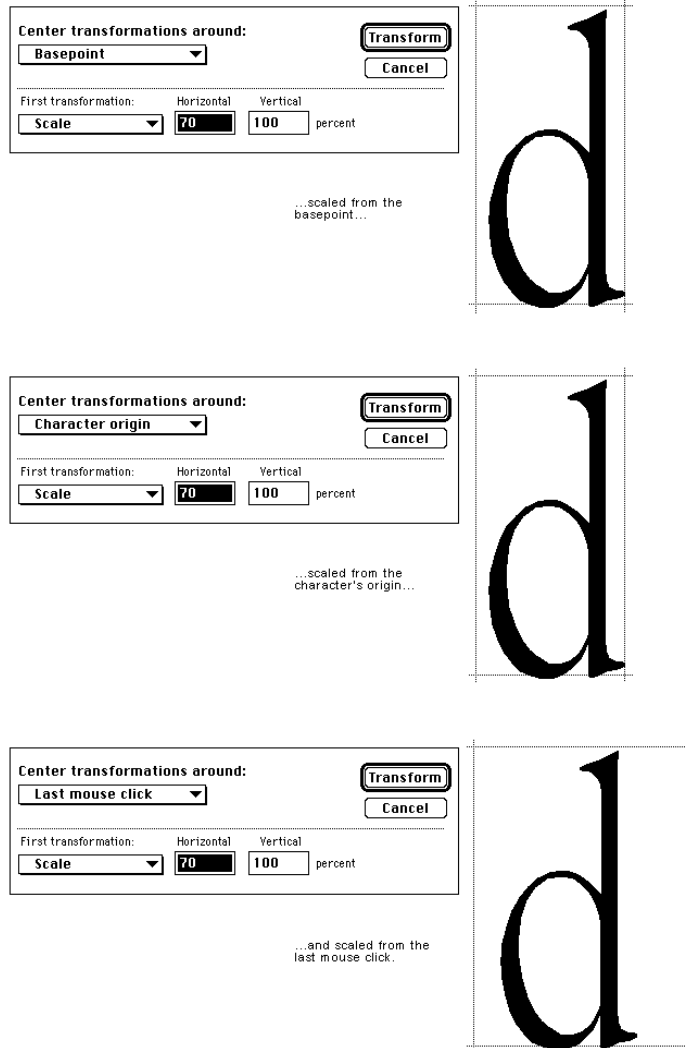 Center transformations around:
Transform
Basepoint
Cancel
First transformation:
Horizontal
Vertical
Scale
70
100
percent
...scaled from the
basepoint...
d
Center transformations around:
Transform
Character origin
Cancel
First transformation:
Horizontal
Vertical
Scale
70
100
percent
...scaled from the
character's origin...
d
Center transformations around:
Transform
Last mouse click
Cancel
First transformation:
Horizontal
Vertical
Scale
70
100
percent
...and scaled from the
last mouse click.
d